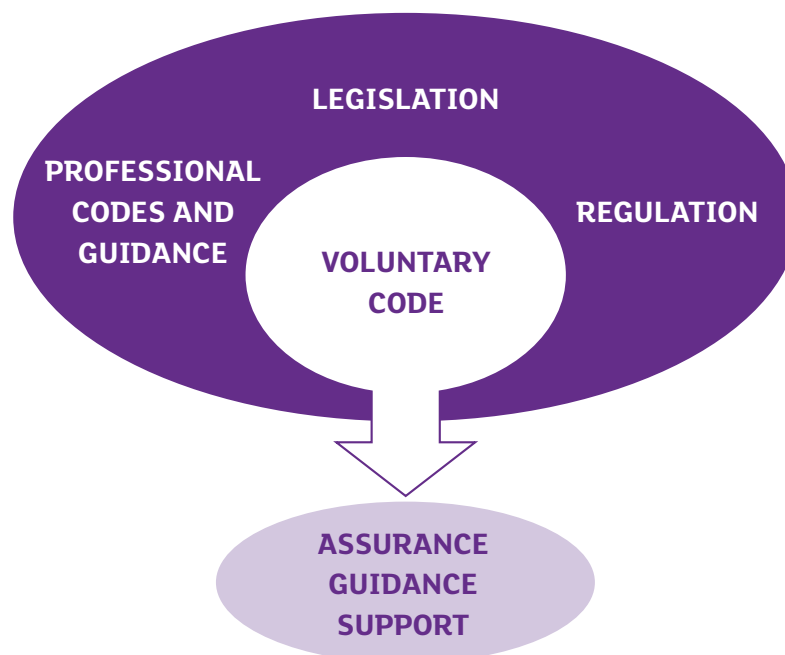 LEGISLATION
PROFESSIONAL
CODES AND
GUIDANCE
REGULATION
VOLUNTARY
CODE
ASSURANCE
GUIDANCE
SUPPORT